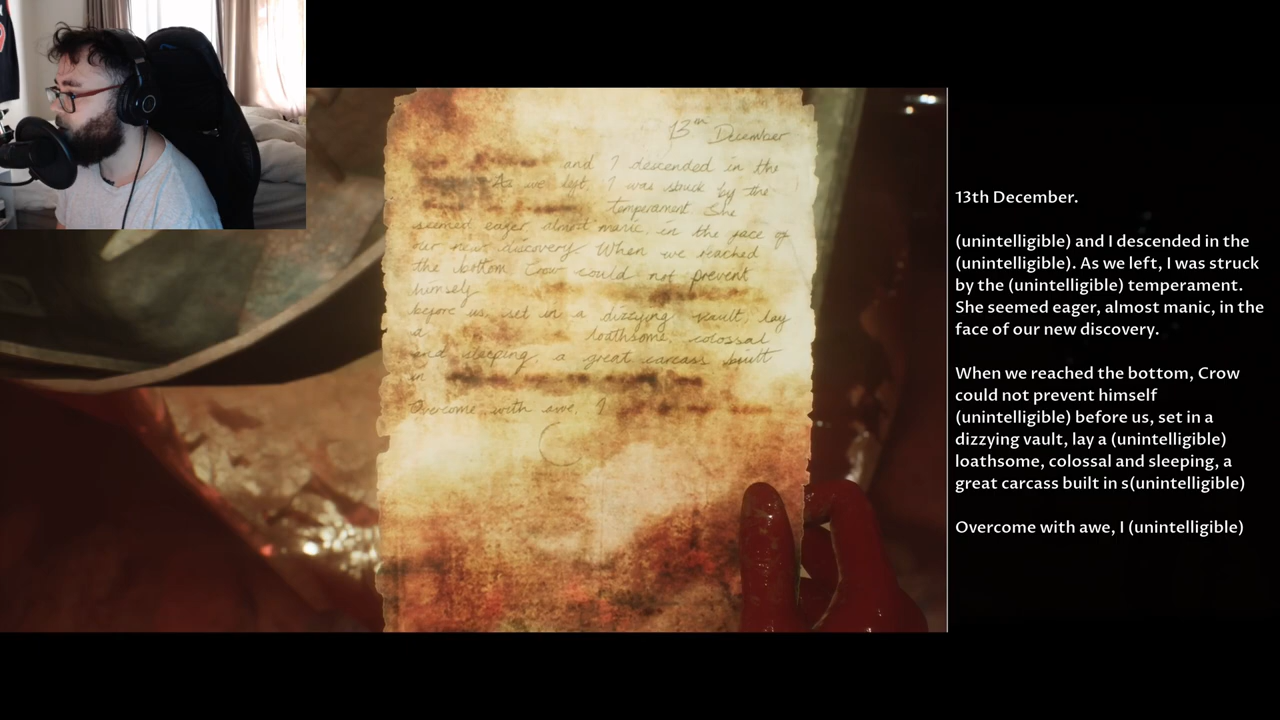 13th December
and I descended in the
As we left, I was struck by the
temperament. She
seemed eager, almost manic, in the face of
our new discovery. When we reached
the bottom Crow could not prevent
himself
before us, set in a dizzying vault, lay
a loathsome, colossal
and sleeping, a great carcass built
in
Overcome with awe, I
13th December.
(unintelligible) and I descended in the
(unintelligible). As we left, I was struck
by the (unintelligible) temperament.
She seemed eager, almost manic, in the
face of our new discovery.
When we reached the bottom, Crow
could not prevent himself
(unintelligible) before us, set in a
dizzying vault, lay a (unintelligible)
loathsome, colossal and sleeping, a
great carcass built in s(unintelligible)
Overcome with awe, I (unintelligible)